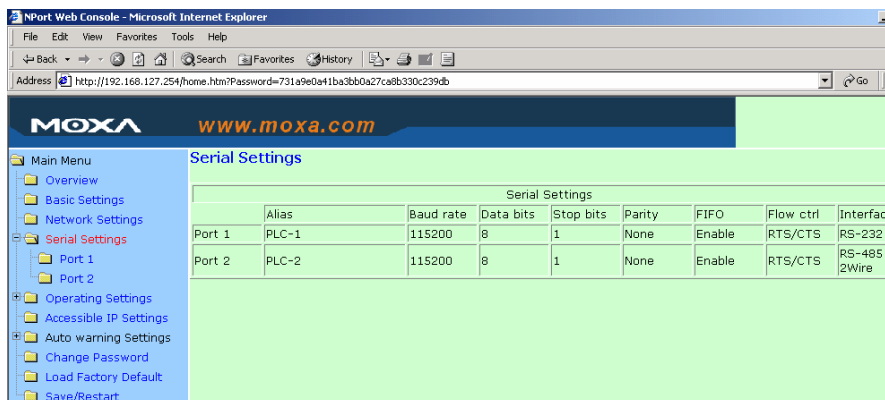 NPort Web Console - Microsoft Internet Explorer
File Edit View Favorites Tools Help
Back Search Favorites History
Address http://192.168.127.254/home.htm?Password=731a9e0a41ba3bb0a27ca8b330c239db Go
MOXA www.moxa.com
Main Menu
Overview
Basic Settings
Network Settings
Serial Settings
Port 1
Port 2
Operating Settings
Accessible IP Settings
Auto warning Settings
Change Password
Load Factory Default
Save/Restart
Serial Settings
Serial Settings
Alias Baud rate Data bits Stop bits Parity FIFO Flow ctrl Interfac
Port 1 PLC-1 115200 8 1 None Enable RTS/CTS RS-232
Port 2 PLC-2 115200 8 1 None Enable RTS/CTS RS-485
2Wire